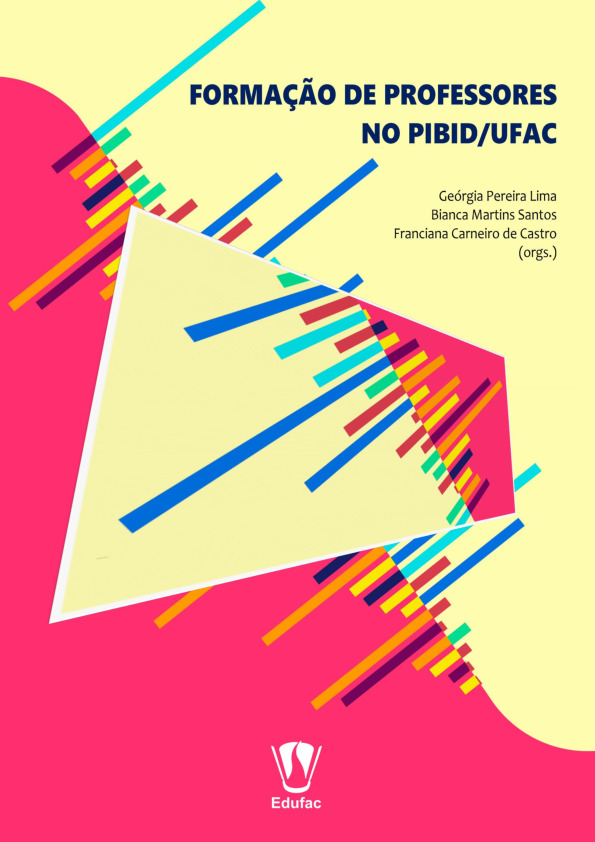 FORMAÇÃO DE PROFESSORES
NO PIBID/UFAC
Geórgia Pereira Lima
Bianca Martins Santos
Franciana Carneiro de Castro
(orgs.)
Edufac